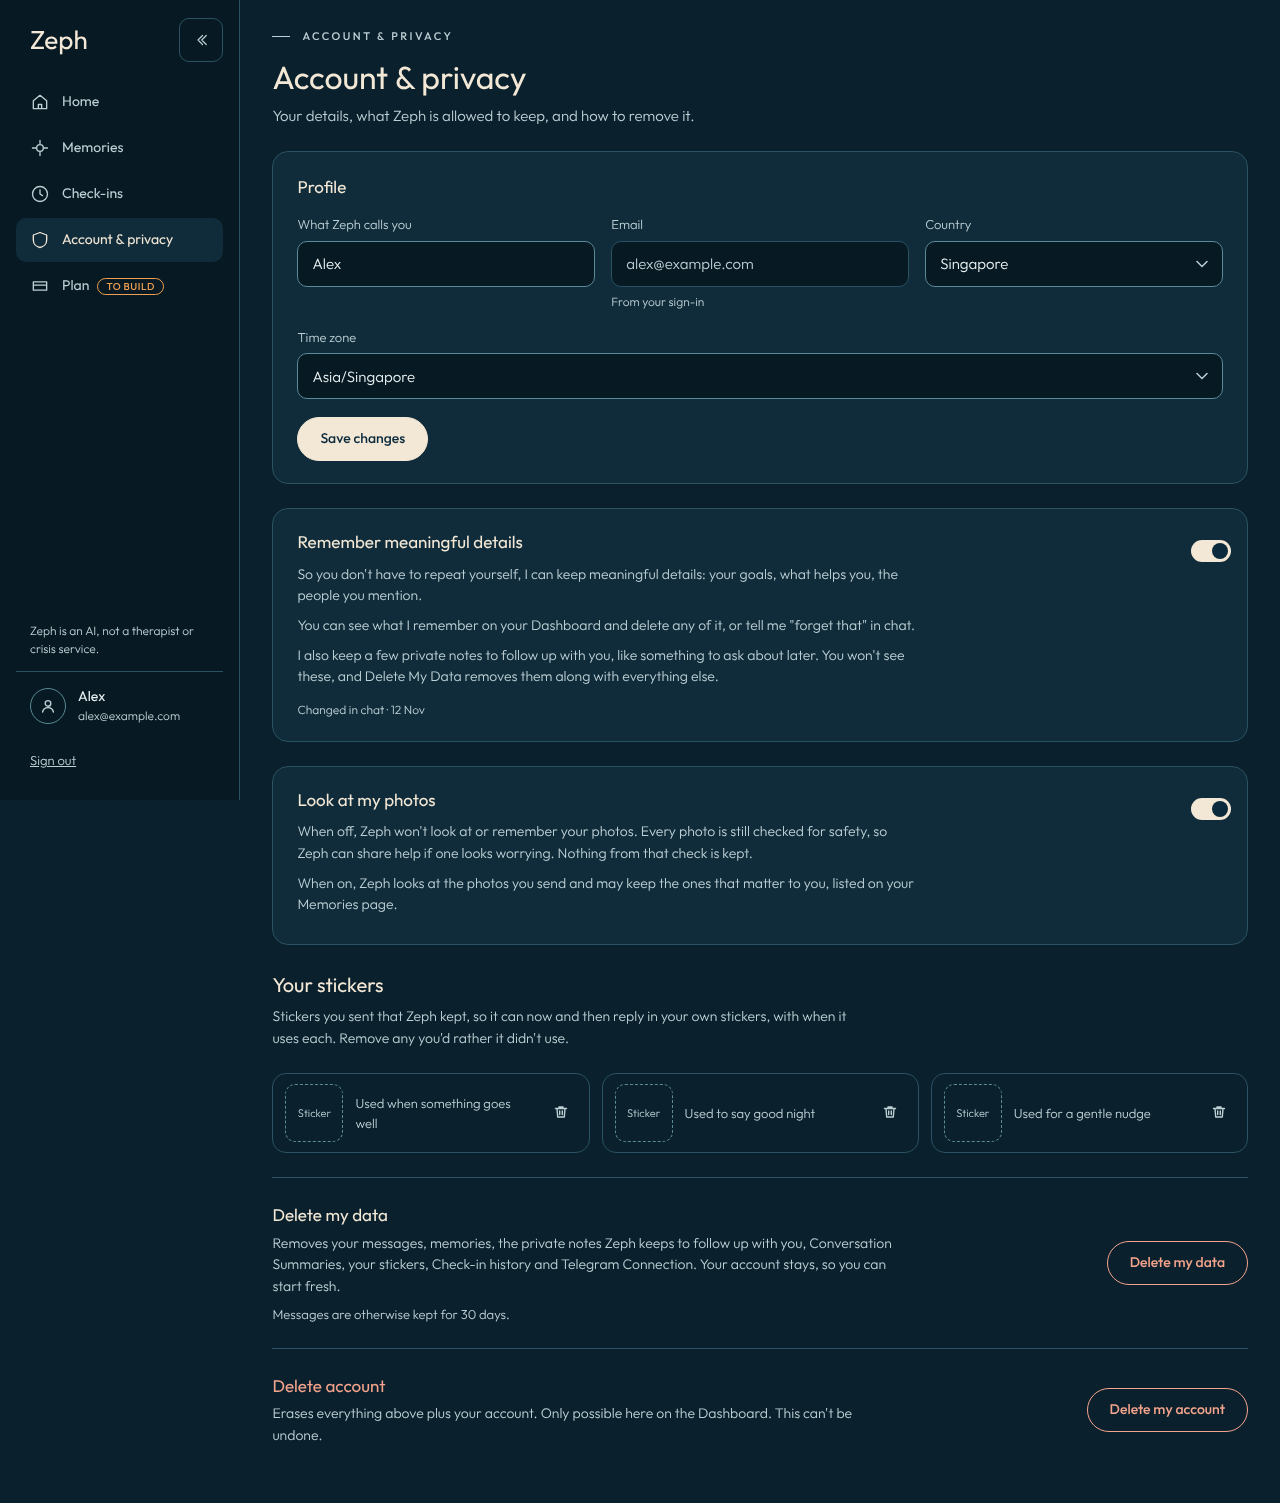 Zeph
Home
Memories
Check-ins
Account & privacy
Plan TO BUILD
Zeph is an AI, not a therapist or
crisis service.
Alex
alex@example.com
Sign out
ACCOUNT & PRIVACY
Account & privacy
Your details, what Zeph is allowed to keep, and how to remove it.
Profile
What Zeph calls you
Alex
Email
alex@example.com
From your sign-in
Country
Singapore
Time zone
Asia/Singapore
Save changes
Remember meaningful details
So you don't have to repeat yourself, I can keep meaningful details: your goals, what helps you, the
people you mention.
You can see what I remember on your Dashboard and delete any of it, or tell me "forget that" in chat.
I also keep a few private notes to follow up with you, like something to ask about later. You won't see
these, and Delete My Data removes them along with everything else.
Changed in chat · 12 Nov
Look at my photos
When off, Zeph won't look at or remember your photos. Every photo is still checked for safety, so
Zeph can share help if one looks worrying. Nothing from that check is kept.
When on, Zeph looks at the photos you send and may keep the ones that matter to you, listed on your
Memories page.
Your stickers
Stickers you sent that Zeph kept, so it can now and then reply in your own stickers, with when it
uses each. Remove any you'd rather it didn't use.
Sticker
Used when something goes
well
Sticker
Used to say good night
Sticker
Used for a gentle nudge
Delete my data
Removes your messages, memories, the private notes Zeph keeps to follow up with you, Conversation
Summaries, your stickers, Check-in history and Telegram Connection. Your account stays, so you can
start fresh.
Messages are otherwise kept for 30 days.
Delete my data
Delete account
Erases everything above plus your account. Only possible here on the Dashboard. This can't be
undone.
Delete my account